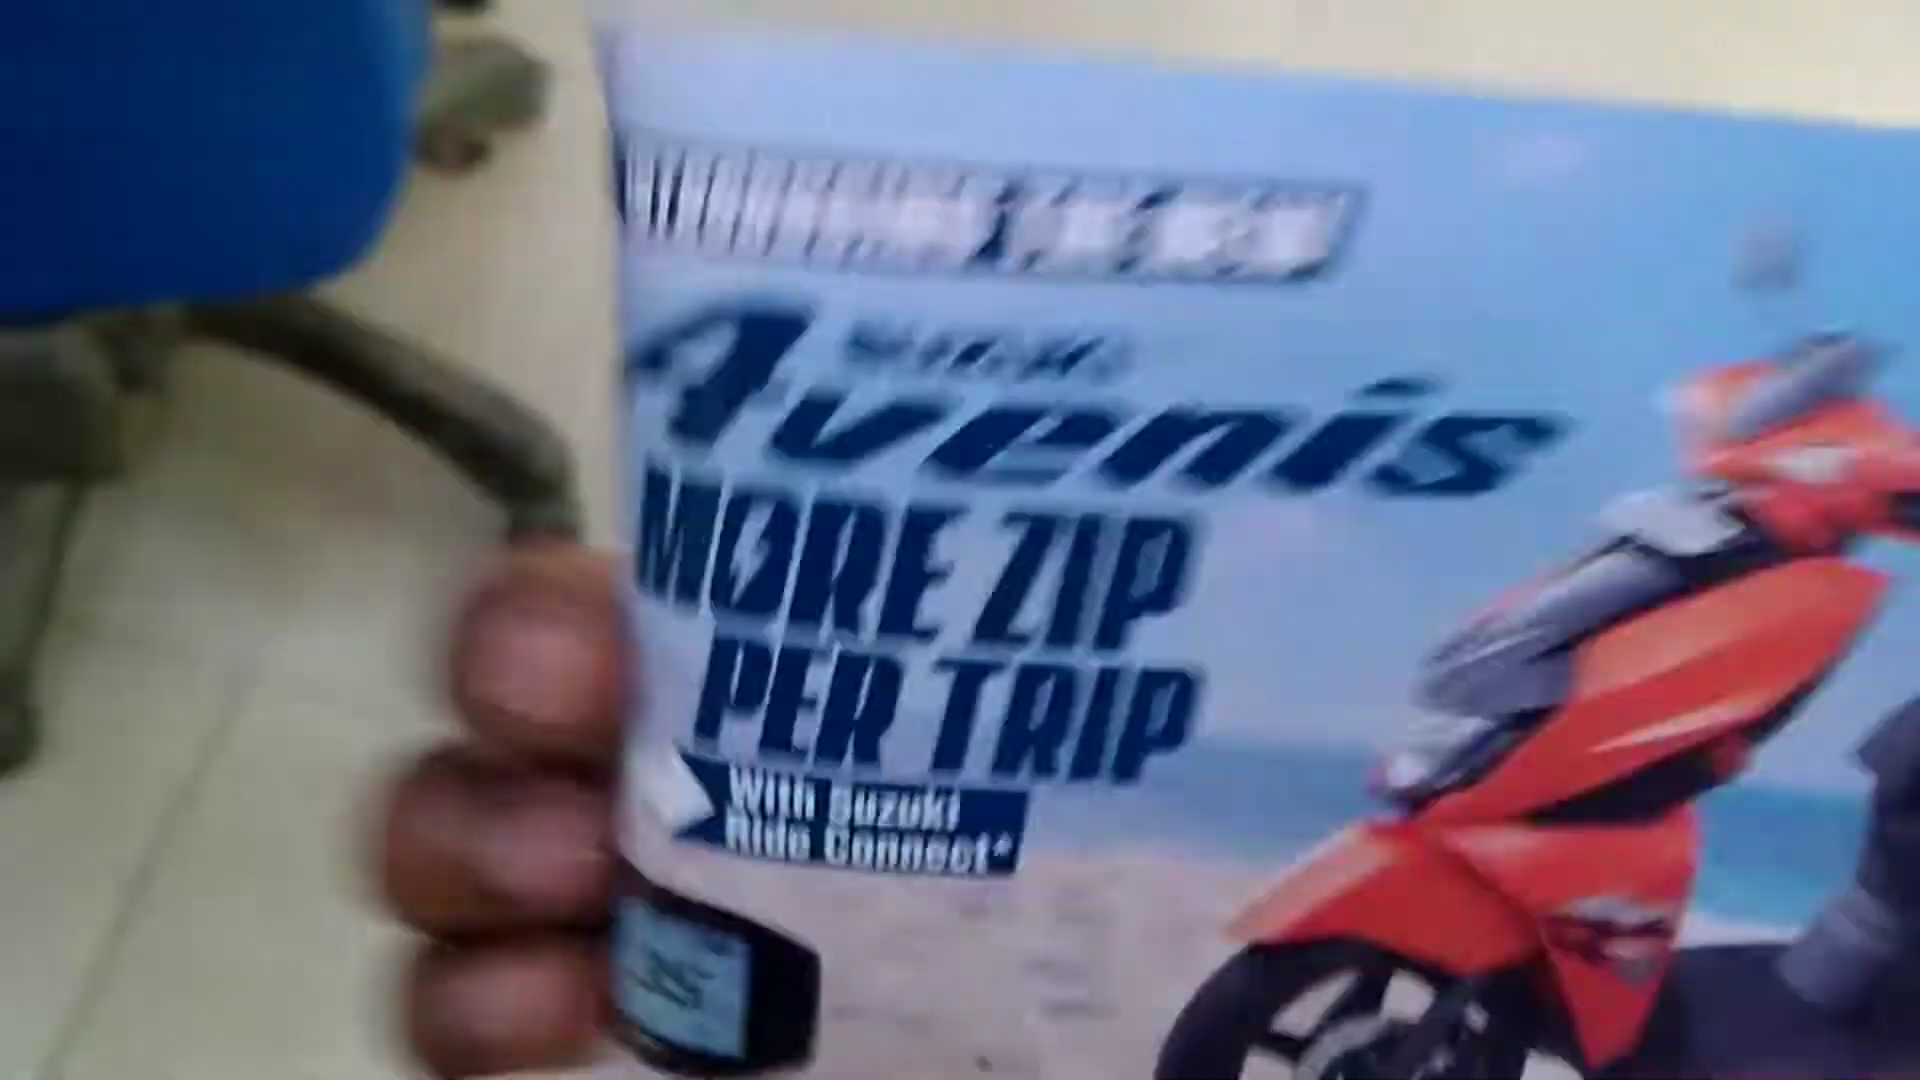 Avenis
MORE ZIP
PER TRIP
With Suzuki
Ride Connect*